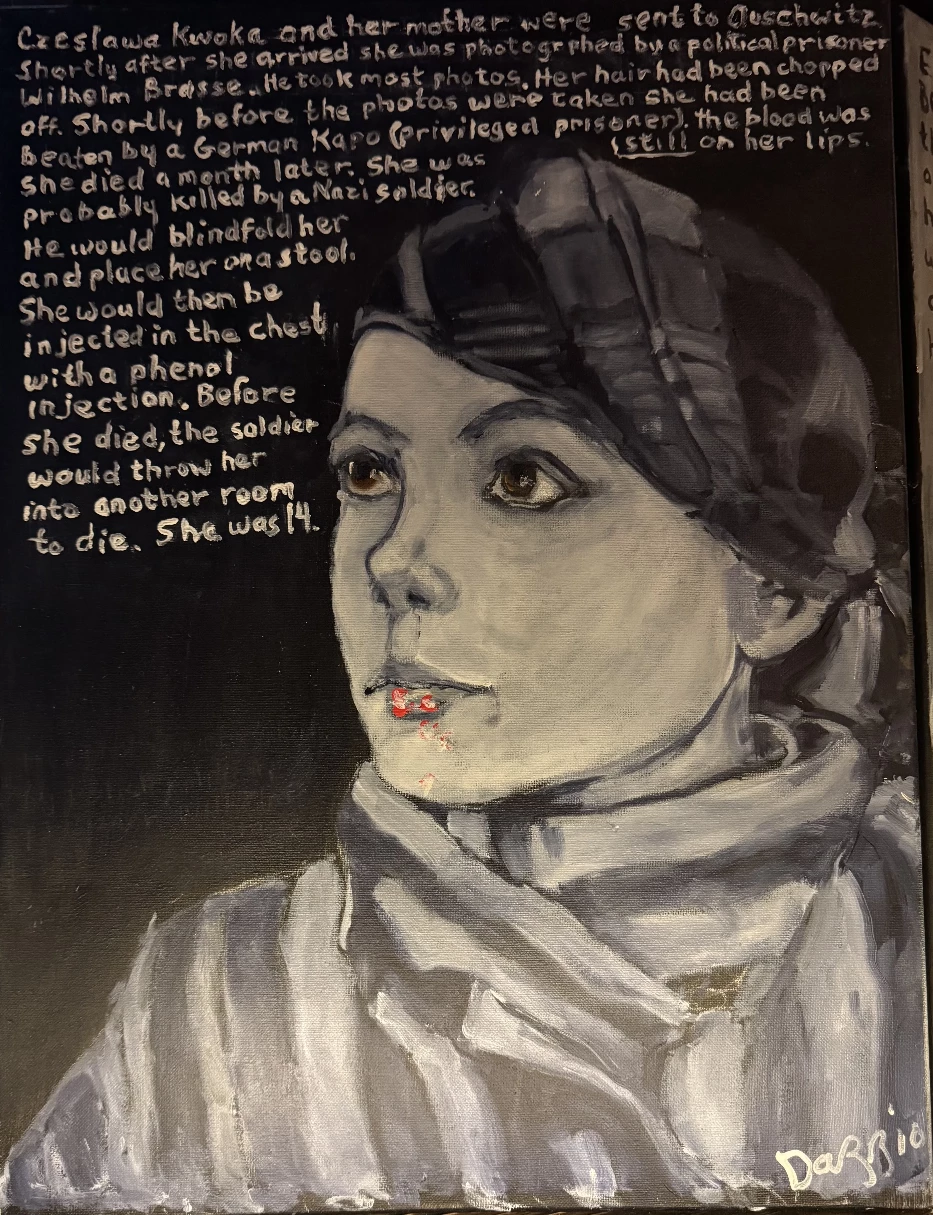 Czeslawa Kwoka and her mother were sent to Auschwitz.
Shortly after she arrived she was photogrphed by a political prisoner
Wilhelm Brasse. He took most photos. Her hair had been chopped
off. Shortly before the photos were taken she had been
Beaten by a German Kapo (privileged prisoner). the blood was
still on her lips.
She died a month later. She was
probably killed by a Nazi soldier.
He would blindfold her
and place her on a stool.
She would then be
injected in the chest
with a phenol
injection. Before
she died, the soldier
would throw her
into another room
to die. She was 14.